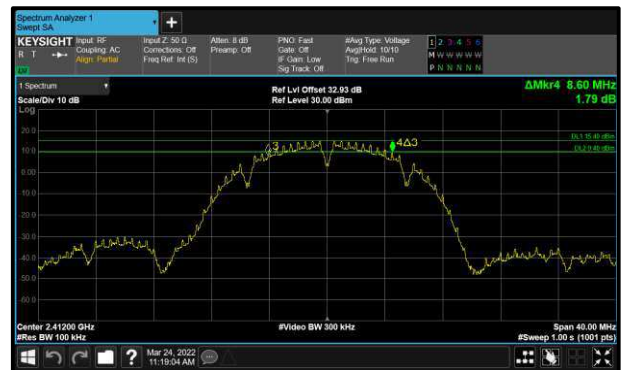 Spectrum Analyzer 1
Swept SA
+
KEYSIGHT Input: RF
R T Coupling: AC
Align: Partial
Input Z: 50 Ω
Corrections: Off
Freq Ref: Int (S)
Atten: 8 dB
Preamp: Off
PNO: Fast
Gate: Off
IF Gain: Low
Sig Track: Off
#Avg Type: Voltage
Avg|Hold: 10/10
Trig: Free Run
1 2 3 4 5 6
M W W W W W
P N N N N N
1 Spectrum
Scale/Div 10 dB
Log
Ref Lvl Offset 32.93 dB
Ref Level 30.00 dBm
ΔMkr4 8.60 MHz
1.79 dB
DL1 15.40 dBm
DL2 9.40 dBm
3
4Δ3
20.0
10.0
0.00
-10.0
-20.0
-30.0
-40.0
-50.0
-60.0
Center 2.41200 GHz
#Res BW 100 kHz
#Video BW 300 kHz
Span 40.00 MHz
#Sweep 1.00 s (1001 pts)
?
Mar 24, 2022
11:19:04 AM